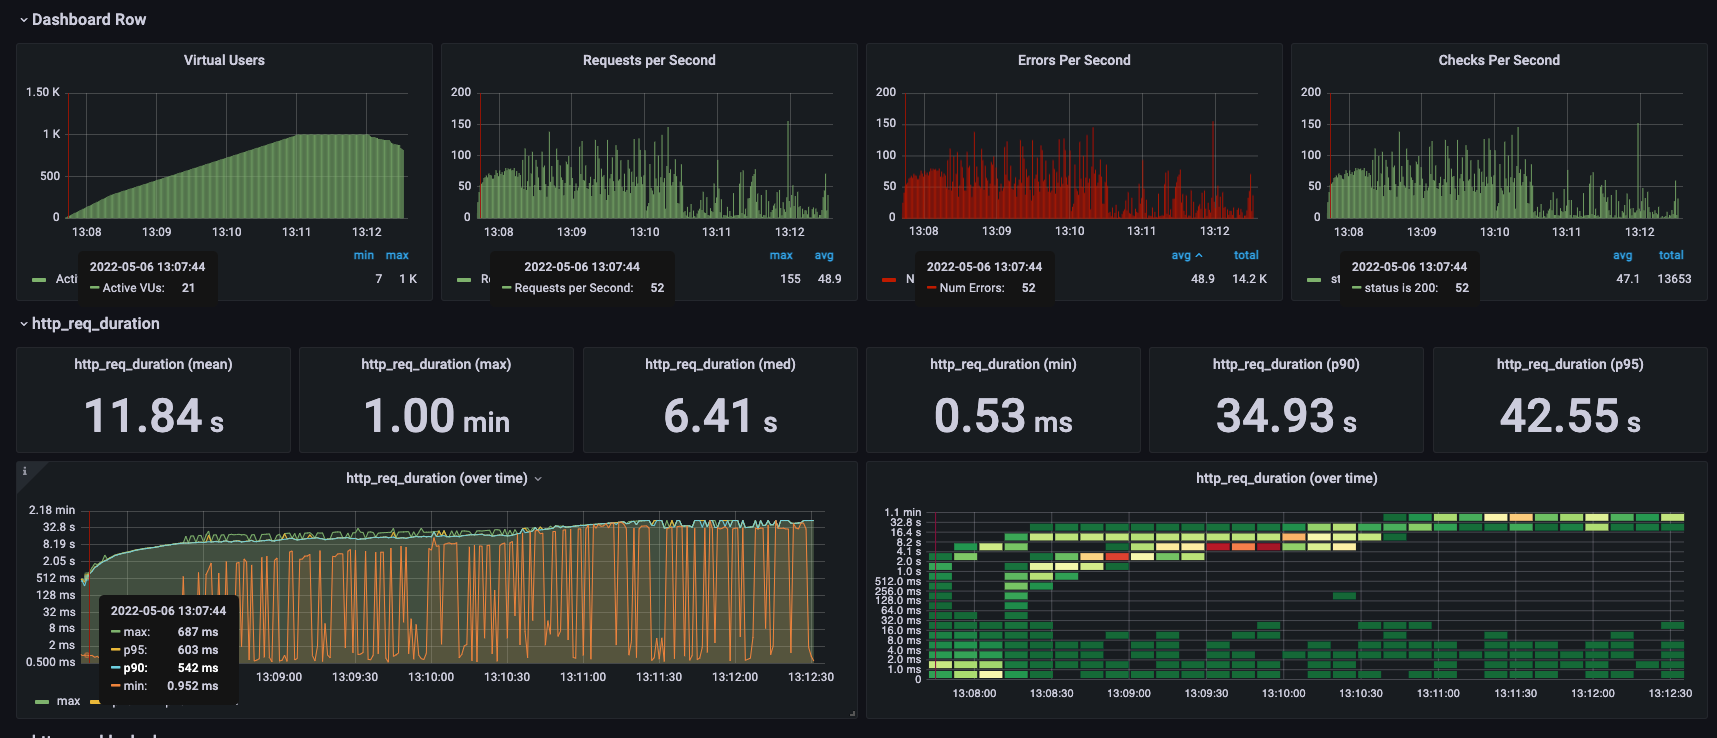 Dashboard Row
Virtual Users
1.50 K
1 K
500
0
13:08 13:09 13:10 13:11 13:12
min max
Acti 7 1 K
2022-05-06 13:07:44
Active VUs: 21
Requests per Second
200
150
100
50
0
13:08 13:09 13:10 13:11 13:12
max avg
155 48.9
2022-05-06 13:07:44
Requests per Second: 52
Errors Per Second
200
150
100
50
0
13:08 13:09 13:10 13:11 13:12
avg total
N 48.9 14.2 K
2022-05-06 13:07:44
Num Errors: 52
Checks Per Second
200
150
100
50
0
13:08 13:09 13:10 13:11 13:12
avg total
st 47.1 13653
2022-05-06 13:07:44
status is 200: 52
http_req_duration
http_req_duration (mean)
11.84 s
http_req_duration (max)
1.00 min
http_req_duration (med)
6.41 s
http_req_duration (min)
0.53 ms
http_req_duration (p90)
34.93 s
http_req_duration (p95)
42.55 s
i
http_req_duration (over time)
2.18 min
32.8 s
8.19 s
2.05 s
512 ms
128 ms
32 ms
8 ms
2 ms
0.500 ms
2022-05-06 13:07:44
max: 687 ms
p95: 603 ms
p90: 542 ms
min: 0.952 ms
13:09:00 13:09:30 13:10:00 13:10:30 13:11:00 13:11:30 13:12:00 13:12:30
max
http_req_duration (over time)
1.1 min
32.8 s
16.4 s
8.2 s
4.1 s
2.0 s
1.0 s
512.0 ms
256.0 ms
128.0 ms
64.0 ms
32.0 ms
16.0 ms
8.0 ms
4.0 ms
2.0 ms
1.0 ms
0
13:08:00 13:08:30 13:09:00 13:09:30 13:10:00 13:10:30 13:11:00 13:11:30 13:12:00 13:12:30